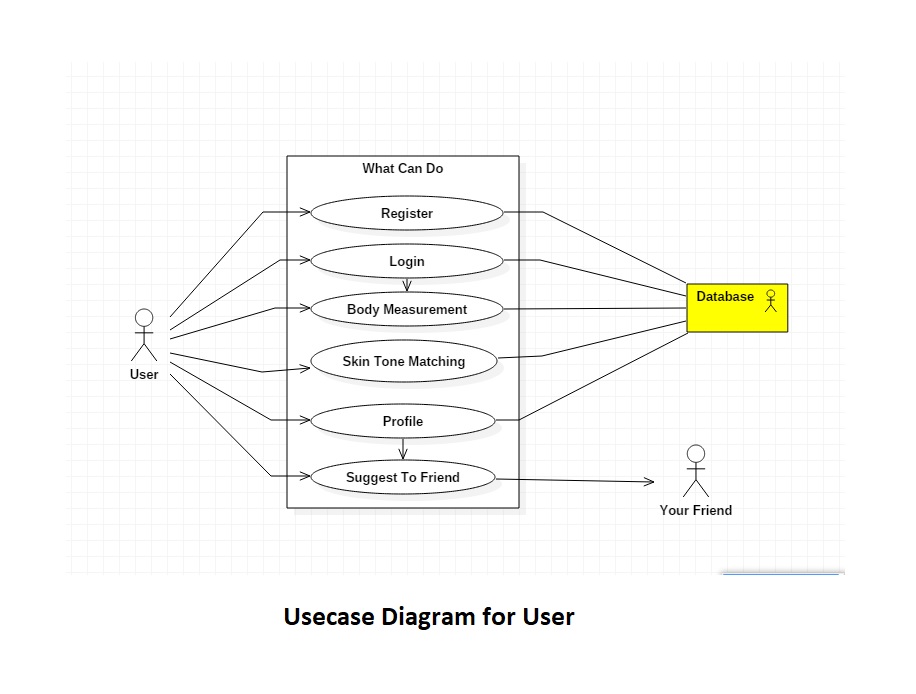 What Can Do
Register
Login
Body Measurement
Skin Tone Matching
Profile
Suggest To Friend
User
Database
Your Friend
Usecase Diagram for User